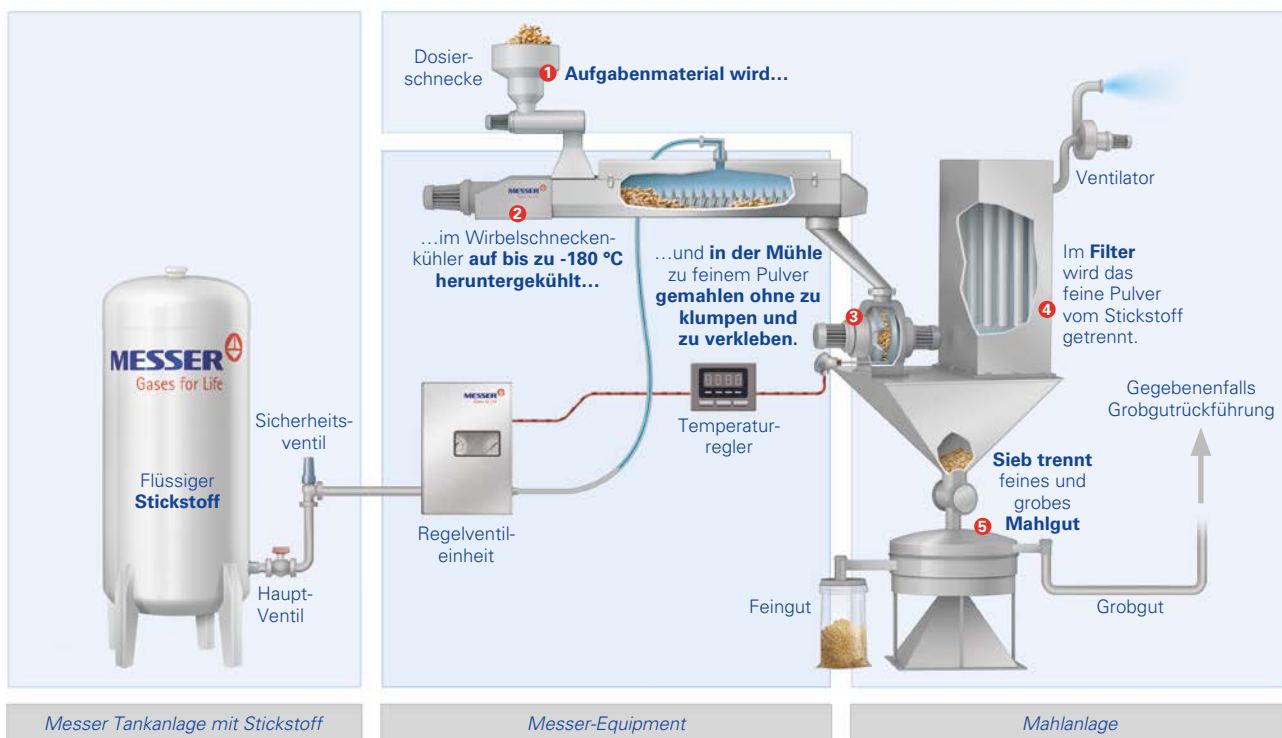 Dosier-
schnecke
1 Aufgabenmaterial wird…
MESSER
2
…im Wirbelschnecken-
kühler auf bis zu -180 ºC
heruntergekühlt…
…und in der Mühle
zu feinem Pulver
gemahlen ohne zu
klumpen und
zu verkleben.
3
Ventilator
Im Filter
wird das
feine Pulver
vom Stickstoff
getrennt.
4
MESSER
Gases for Life
Flüssiger
Stickstoff
Sicherheits-
ventil
Haupt-
Ventil
MESSER
Regelventil-
einheit
8888
Temperatur-
regler
Gegebenenfalls
Grobgutrückführung
Sieb trennt
feines und
grobes
5 Mahlgut
Feingut
Grobgut
Messer Tankanlage mit Stickstoff
Messer-Equipment
Mahlanlage